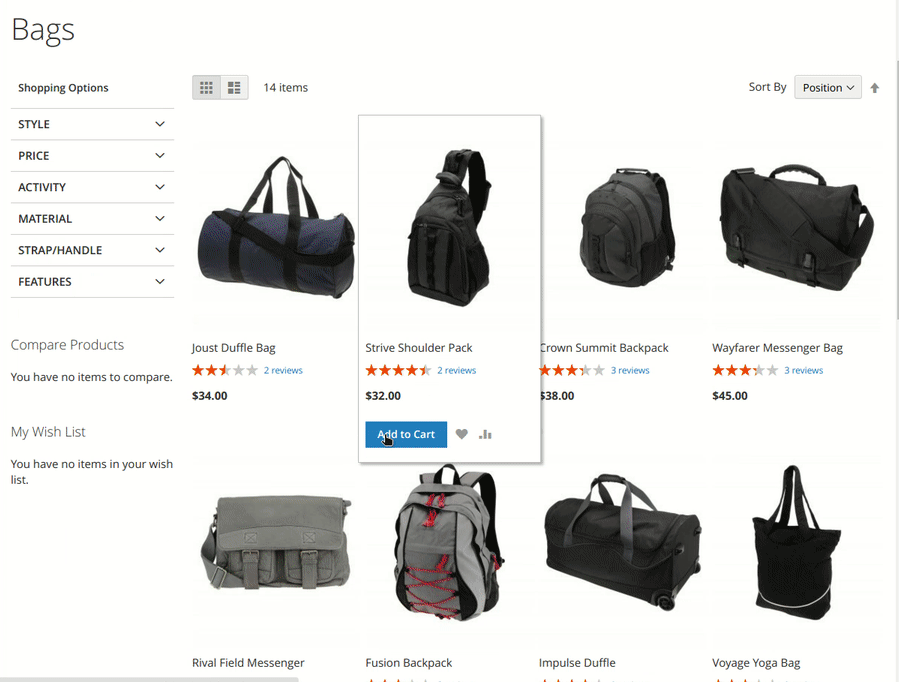 Bags
Shopping Options
14 items
Sort By
Position
STYLE
PRICE
ACTIVITY
MATERIAL
STRAP/HANDLE
FEATURES
Compare Products
You have no items to compare.
My Wish List
You have no items in your wish
list.
Joust Duffle Bag
2 reviews
$34.00
Strive Shoulder Pack
2 reviews
$32.00
Add to Cart
Crown Summit Backpack
3 reviews
$38.00
Wayfarer Messenger Bag
3 reviews
$45.00
Rival Field Messenger
Fusion Backpack
Impulse Duffle
Voyage Yoga Bag